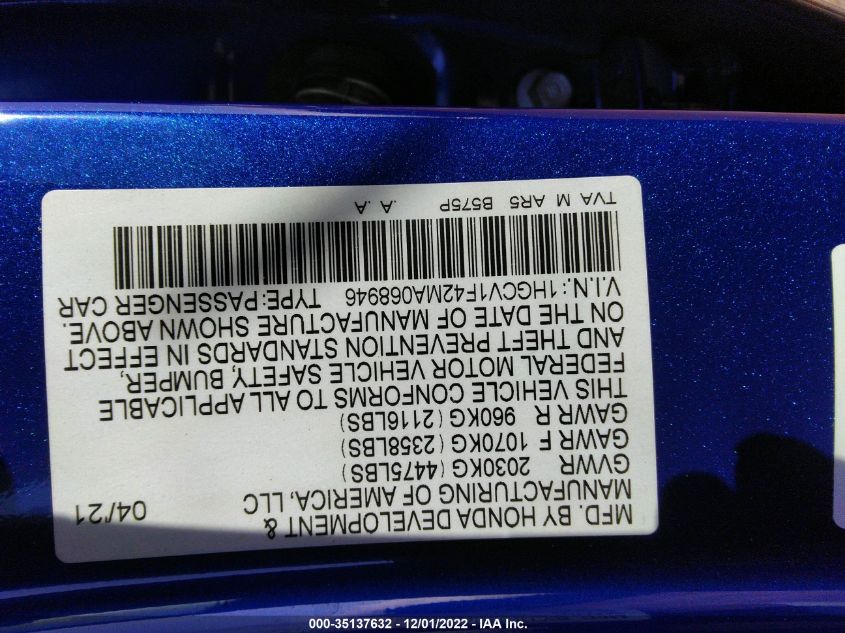 MFD. BY HONDA DEVELOPMENT &
MANUFACTURING OF AMERICA, LLC 04/21
GVWR 2030KG (4475LBS)
GAWR F 1070KG (2358LBS)
GAWR R 960KG (2116LBS)
THIS VEHICLE CONFORMS TO ALL APPLICABLE
FEDERAL MOTOR VEHICLE SAFETY, BUMPER,
AND THEFT PREVENTION STANDARDS IN EFFECT
ON THE DATE OF MANUFACTURE SHOWN ABOVE.
V.I.N.: 1HGCV1F42MA068946 TYPE:PASSENGER CAR
TVA M AR5 B575P .A .A
000-35137632 - 12/01/2022 - IAA Inc.